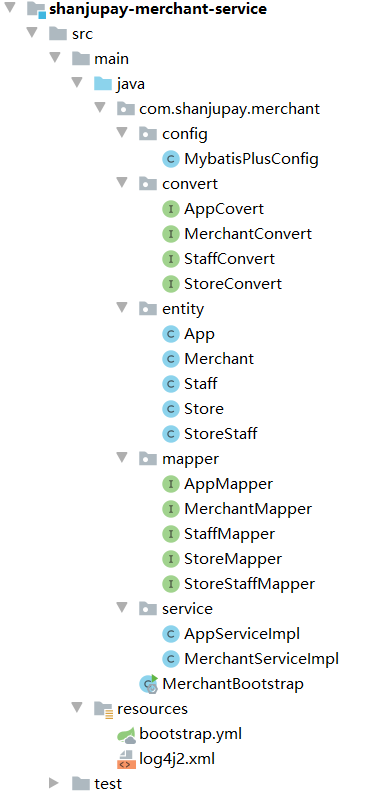 shanjupay-merchant-service
src
main
java
com.shanjupay.merchant
config
MybatisPlusConfig
convert
AppCovert
MerchantConvert
StaffConvert
StoreConvert
entity
App
Merchant
Staff
Store
StoreStaff
mapper
AppMapper
MerchantMapper
StaffMapper
StoreMapper
StoreStaffMapper
service
AppServiceImpl
MerchantServiceImpl
MerchantBootstrap
resources
bootstrap.yml
log4j2.xml
test